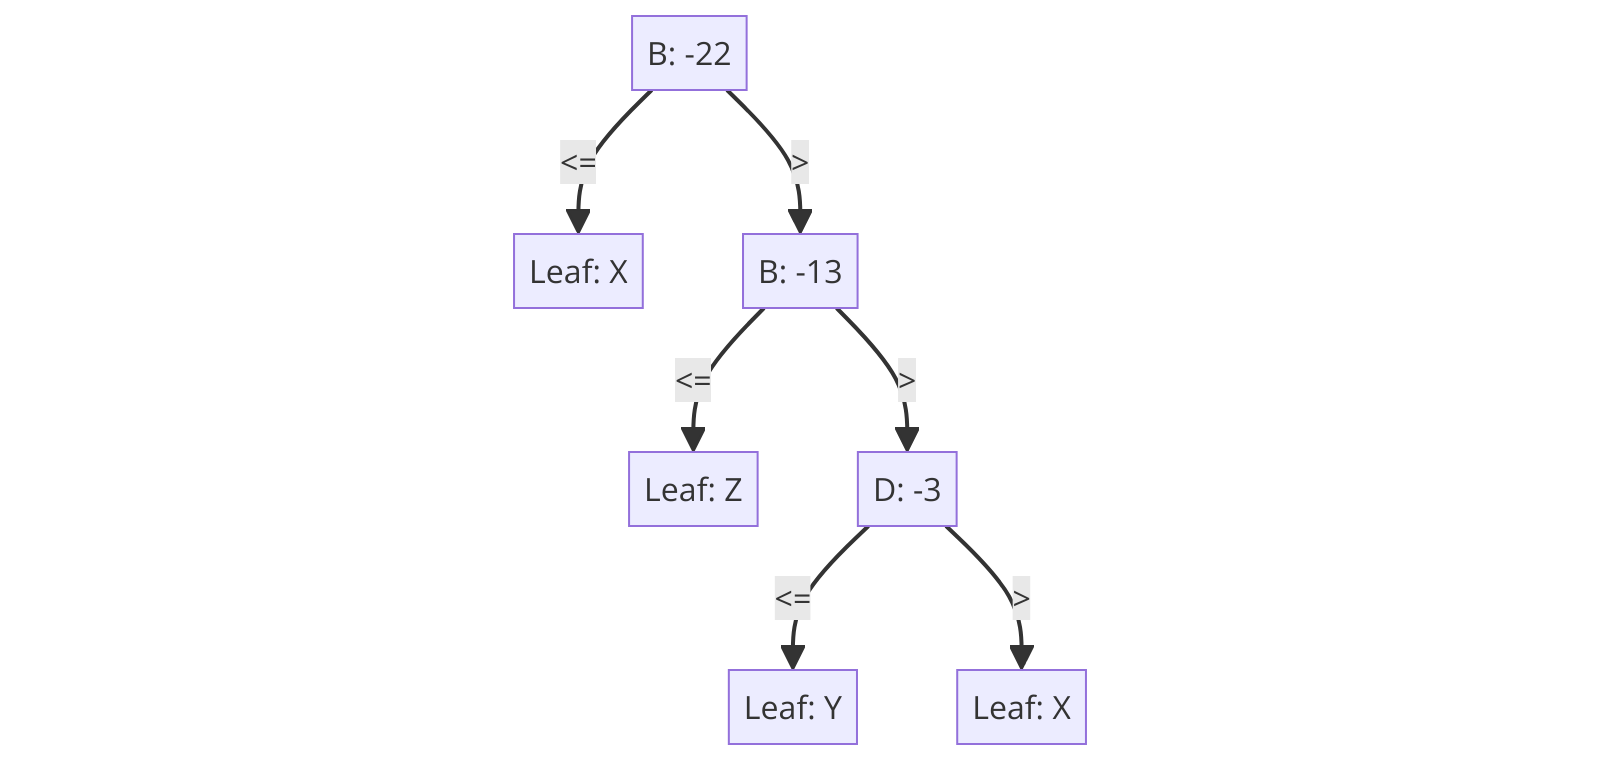 B: -22
<=
>
Leaf: X
B: -13
<=
>
Leaf: Z
D: -3
<=
>
Leaf: Y
Leaf: X